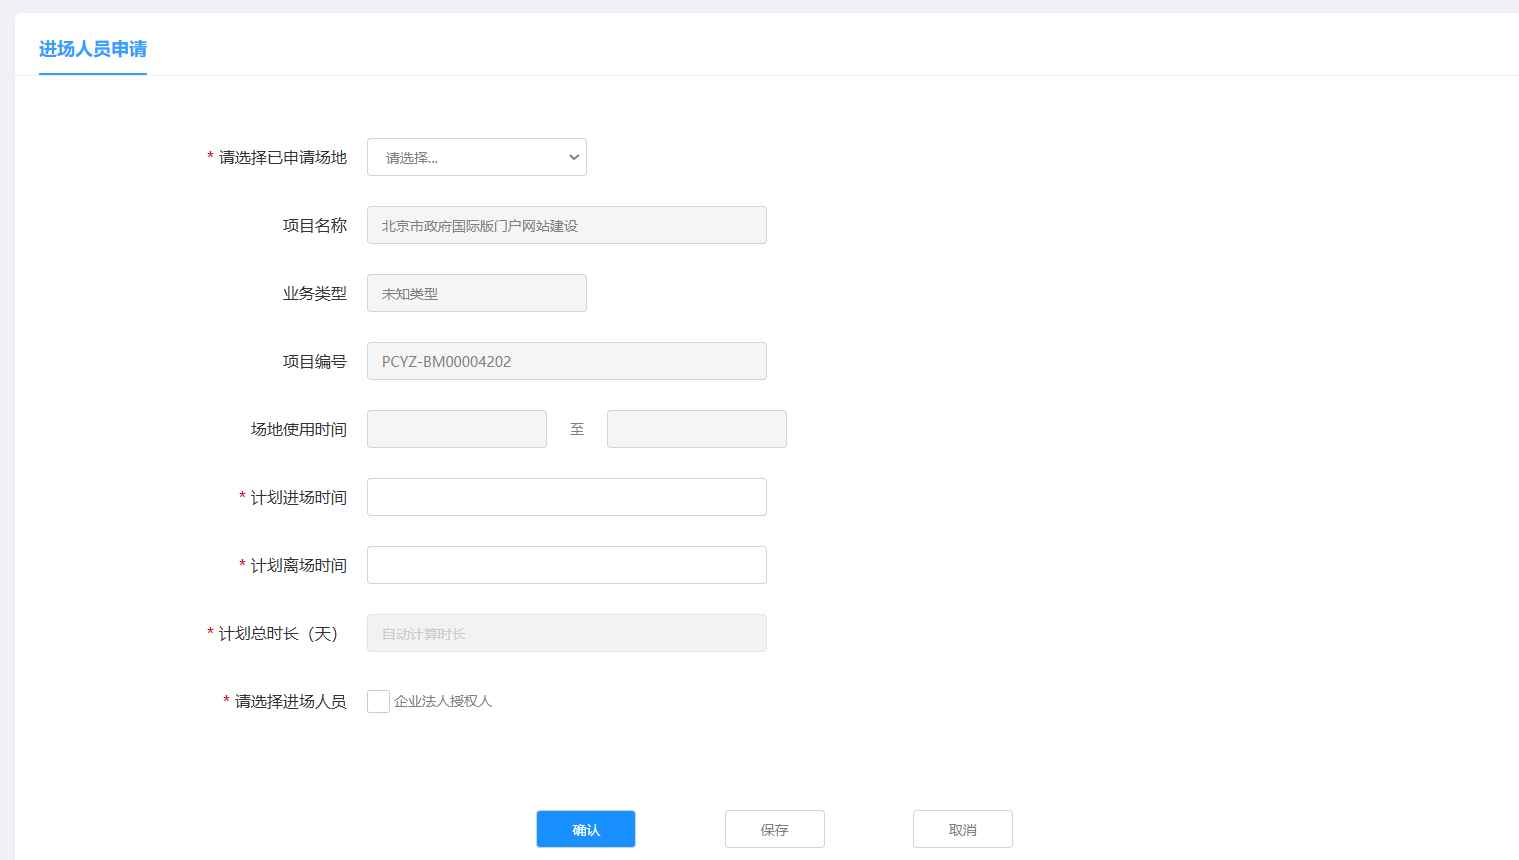 进场人员申请
* 请选择已申请场地 请选择...
项目名称 北京市政府国际版门户网站建设
业务类型 未知类型
项目编号 PCYZ-BM00004202
场地使用时间 至
* 计划进场时间
* 计划离场时间
* 计划总时长（天） 自动计算时长
* 请选择进场人员 企业法人授权人
确认 保存 取消